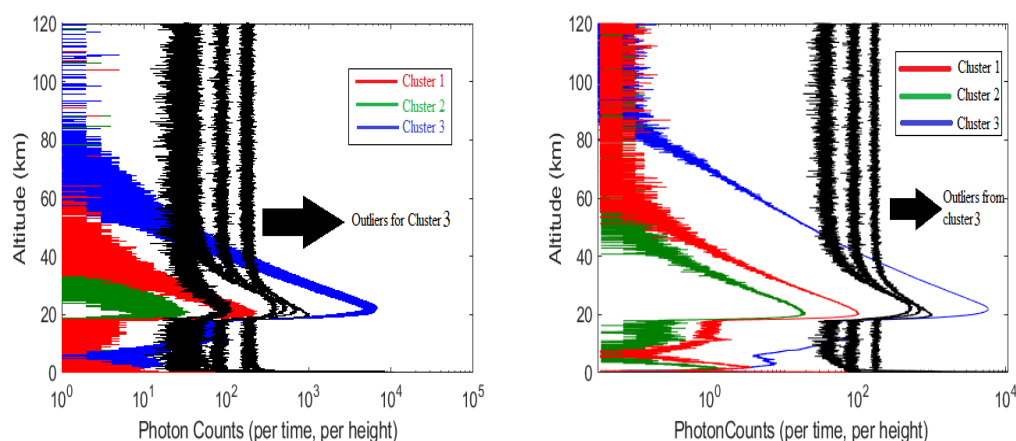 120
100
80
60
40
20
0
Altitude (km)
10^0
10^1
10^2
10^3
10^4
10^5
Photon Counts (per time, per height)
Cluster 1
Cluster 2
Cluster 3
Outliers for Cluster 3
120
100
80
60
40
20
0
Altitude (km)
10^0
10^2
10^4
PhotonCounts (per time, per height)
Cluster 1
Cluster 2
Cluster 3
Outliers from
cluster 3